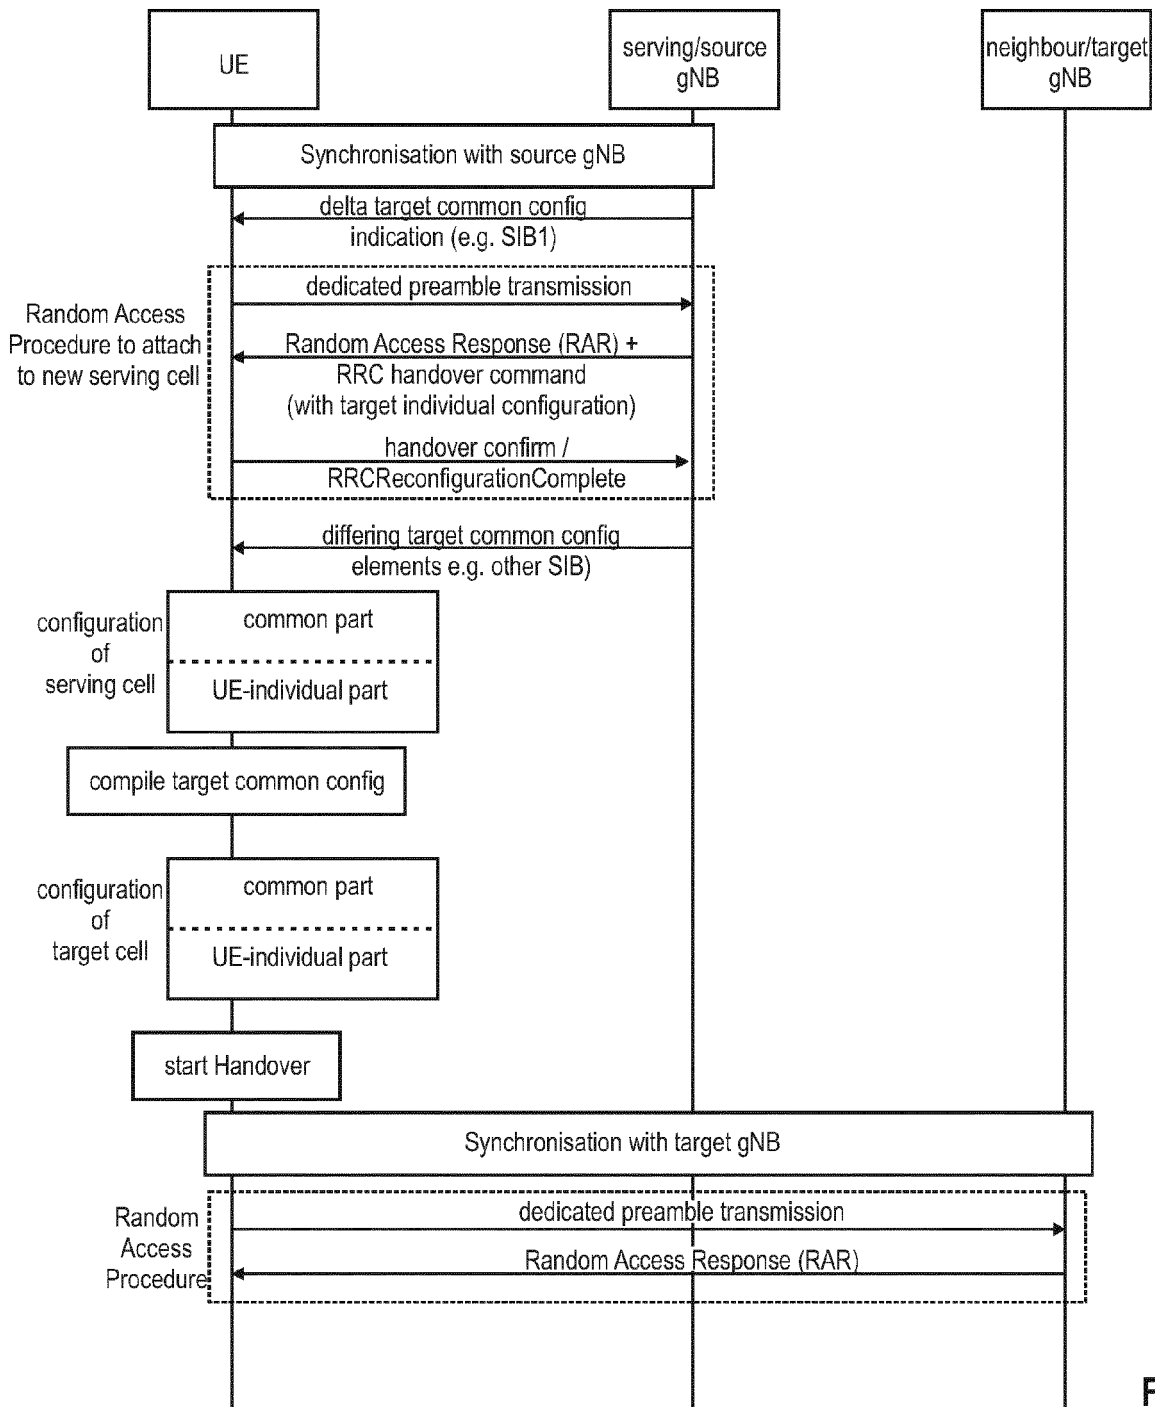 UE
serving/source
gNB
neighbour/target
gNB
Synchronisation with source gNB
delta target common config
indication (e.g. SIB1)
Random Access
Procedure to attach
to new serving cell
dedicated preamble transmission
Random Access Response (RAR) +
RRC handover command
(with target individual configuration)
handover confirm /
RRCReconfigurationComplete
differing target common config
elements e.g. other SIB)
configuration
of
serving cell
common part
UE-individual part
compile target common config
configuration
of
target cell
common part
UE-individual part
start Handover
Synchronisation with target gNB
Random
Access
Procedure
dedicated preamble transmission
Random Access Response (RAR)